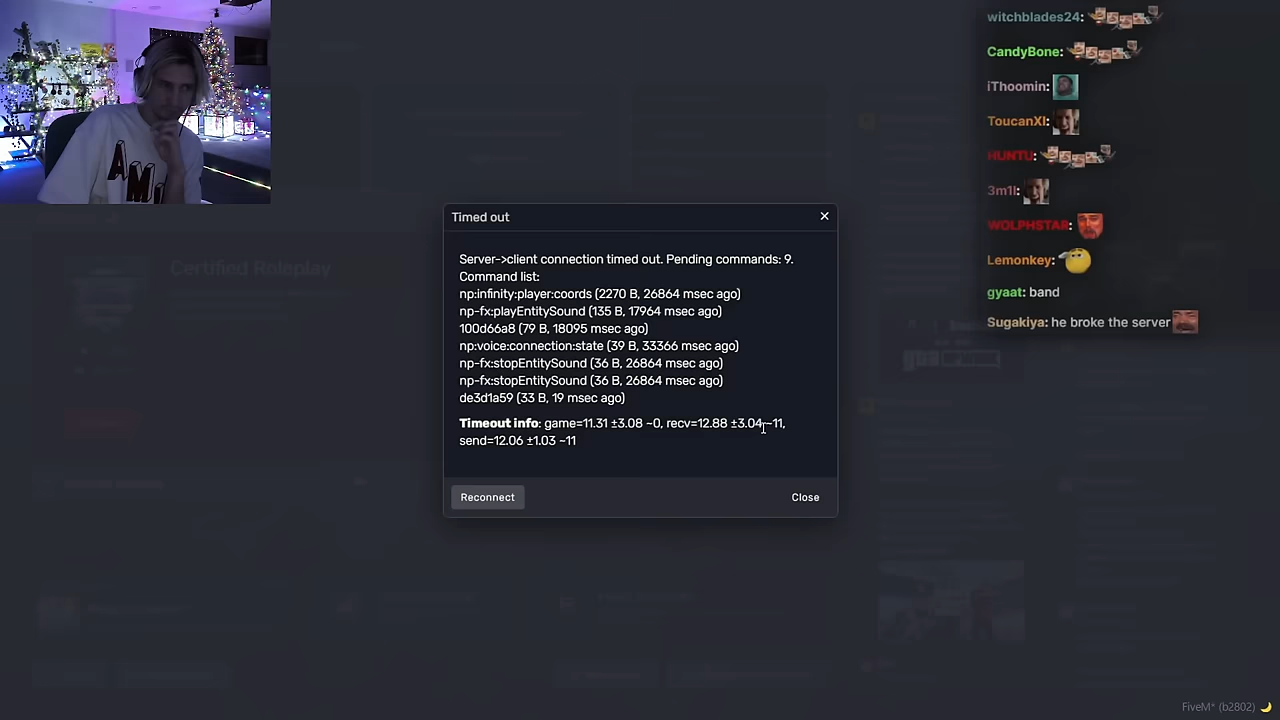 witchblades24:
CandyBone:
iThoomin:
ToucanXl:
HUNTU:
3m1l:
WOLPHSTAR:
Lemonkey:
gyaat: band
Sugakiya: he broke the server
AMI
Certified Roleplay
Timed out
Server->client connection timed out. Pending commands: 9.
Command list:
np:infinity:player:coords (2270 B, 26864 msec ago)
np-fx:playEntitySound (135 B, 17964 msec ago)
100d66a8 (79 B, 18095 msec ago)
np:voice:connection:state (39 B, 33366 msec ago)
np-fx:stopEntitySound (36 B, 26864 msec ago)
np-fx:stopEntitySound (36 B, 26864 msec ago)
de3d1a59 (33 B, 19 msec ago)
Timeout info: game=11.31 ±3.08 ~0, recv=12.88 ±3.04 ~11,
send=12.06 ±1.03 ~11
Reconnect
Close
FiveM* (b2802)